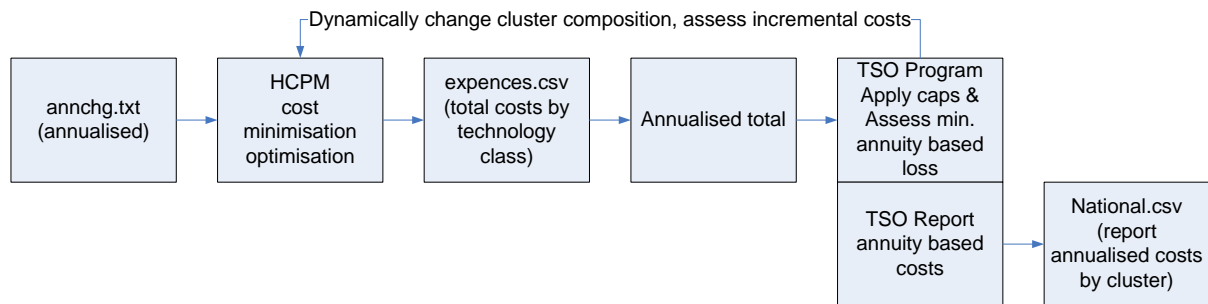 Dynamically change cluster composition, assess incremental costs
annchg.txt
(annualised)
HCPM
cost
minimisation
optimisation
expences.csv
(total costs by
technology
class)
Annualised total
TSO Program
Apply caps &
Assess min.
annuity based
loss
TSO Report
annuity based
costs
National.csv
(report
annualised costs
by cluster)